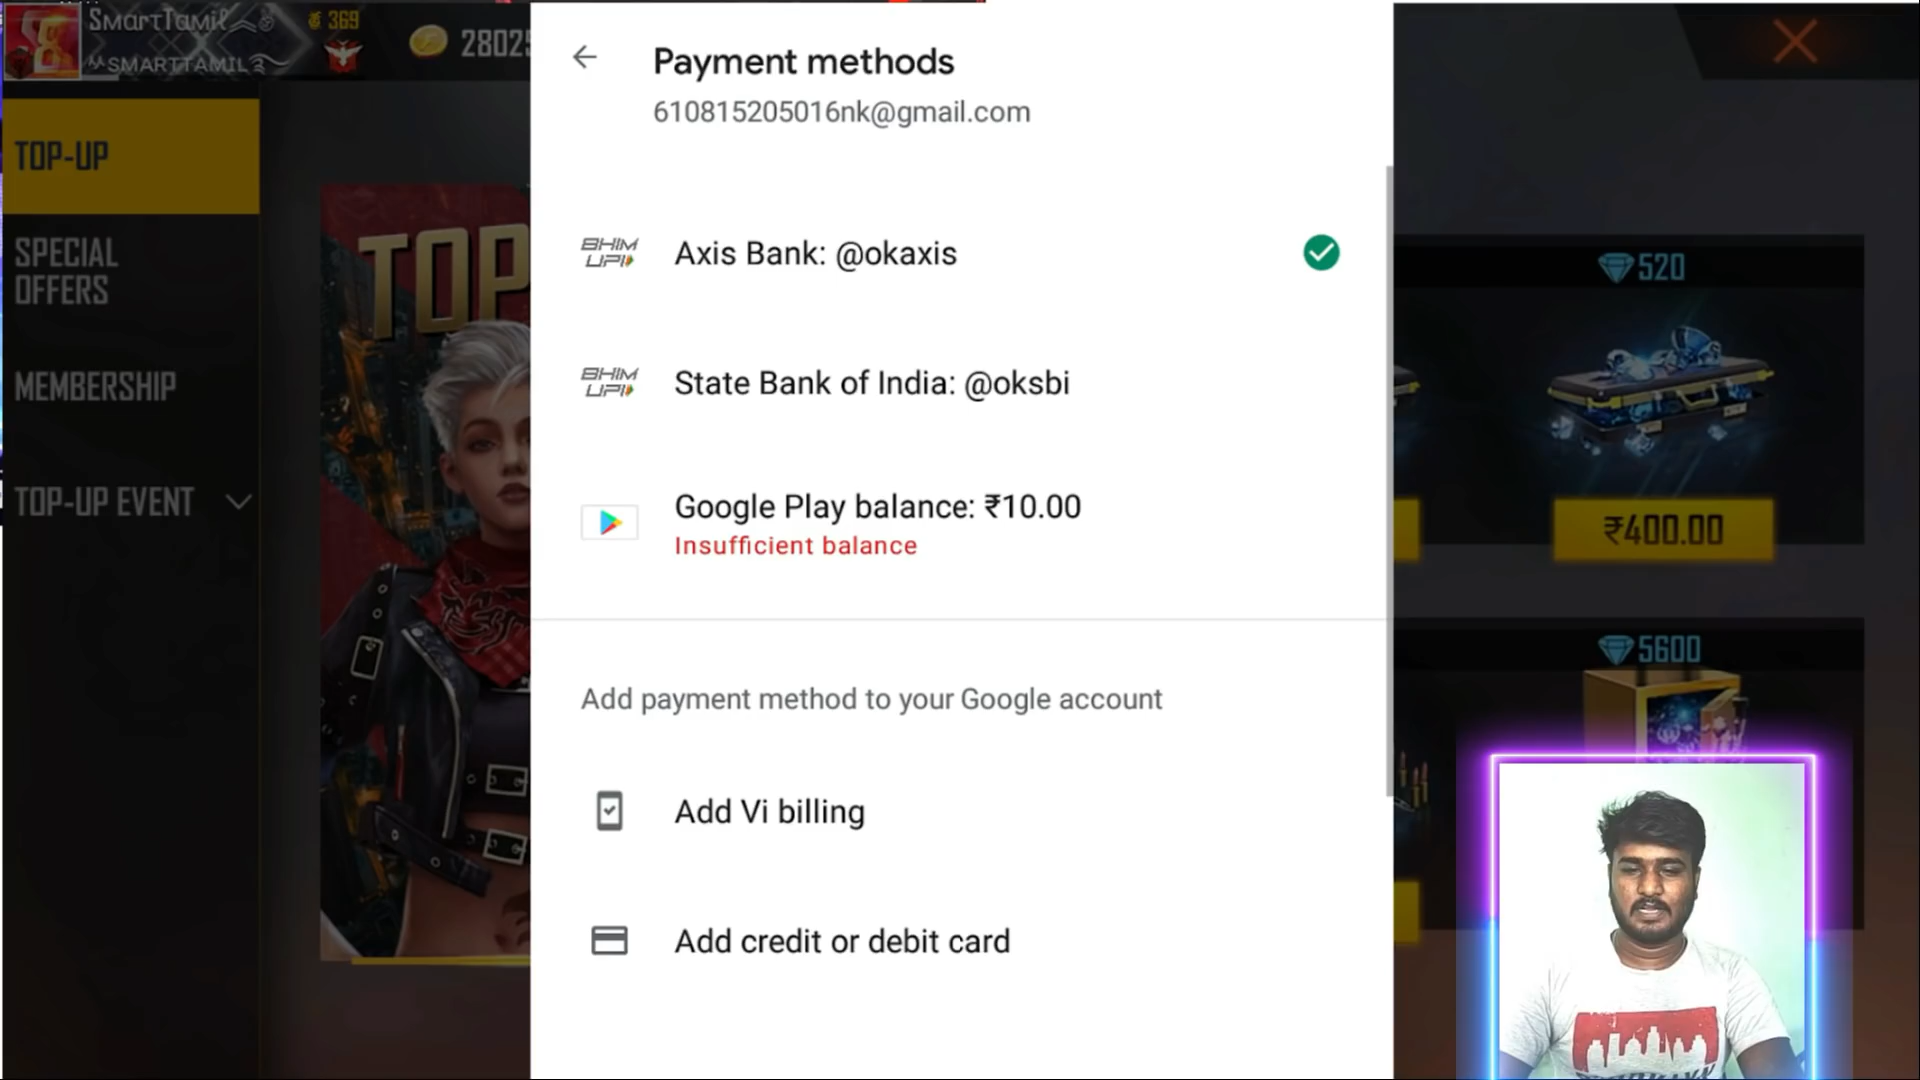 SmartTamil
SMARTTAMIL
369
TOP-UP
SPECIAL
OFFERS
MEMBERSHIP
TOP-UP EVENT
TOP
Payment methods
610815205016nk@gmail.com
BHIM
UPI
Axis Bank: @okaxis
BHIM
UPI
State Bank of India: @oksbi
Google Play balance: ₹10.00
Insufficient balance
Add payment method to your Google account
Add Vi billing
Add credit or debit card
520
₹400.00
5600